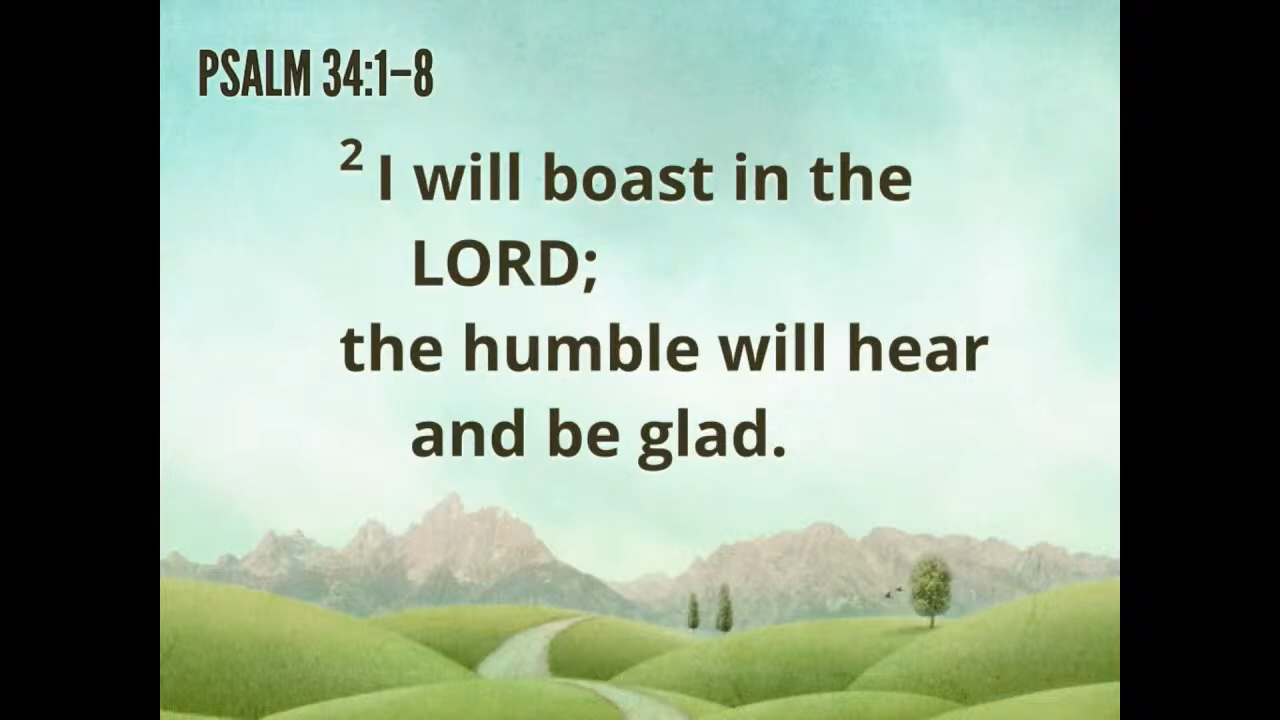 PSALM 34:1–8
2 I will boast in the
LORD;
the humble will hear
and be glad.